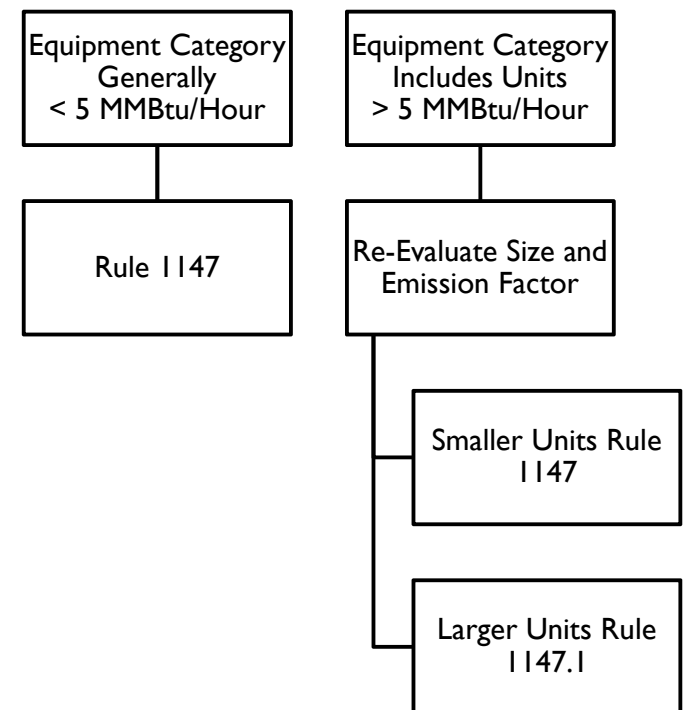 Equipment Category
Generally
< 5 MMBtu/Hour
Equipment Category
Includes Units
> 5 MMBtu/Hour
Rule 1147
Re-Evaluate Size and
Emission Factor
Smaller Units Rule
1147
Larger Units Rule
1147.1